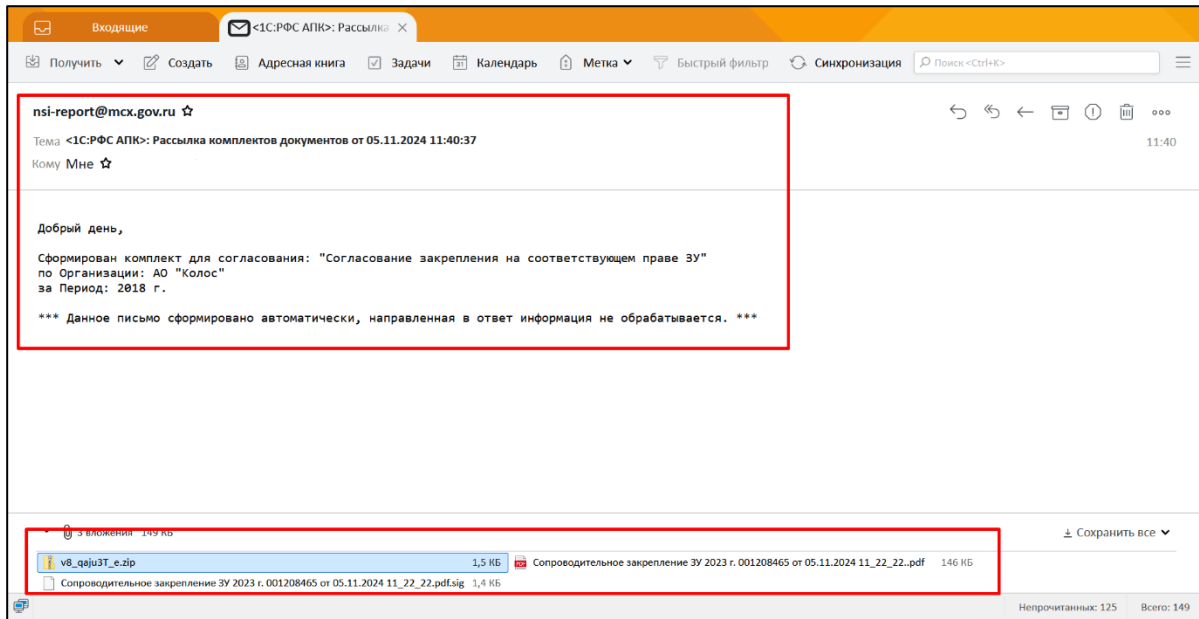 Входящие
<1С:РФС АПК>: Рассылка
Получить Создать Адресная книга Задачи 31 Календарь Метка Быстрый фильтр Синхронизация Поиск <Ctrl+K>
nsi-report@mcx.gov.ru
Тема <1С:РФС АПК>: Рассылка комплектов документов от 05.11.2024 11:40:37
11:40
Кому Мне
Добрый день,
Сформирован комплект для согласования: "Согласование закрепления на соответствующем праве ЗУ"
по Организации: АО "Колос"
за Период: 2018 г.
*** Данное письмо сформировано автоматически, направленная в ответ информация не обрабатывается. ***
3 вложения 149 КБ
Сохранить все
v8_qaju3T_e.zip 1,5 КБ
Сопроводительное закрепление ЗУ 2023 г. 001208465 от 05.11.2024 11_22_22..pdf 146 КБ
Сопроводительное закрепление ЗУ 2023 г. 001208465 от 05.11.2024 11_22_22.pdf.sig 1,4 КБ
Непрочитанных: 125 Всего: 149